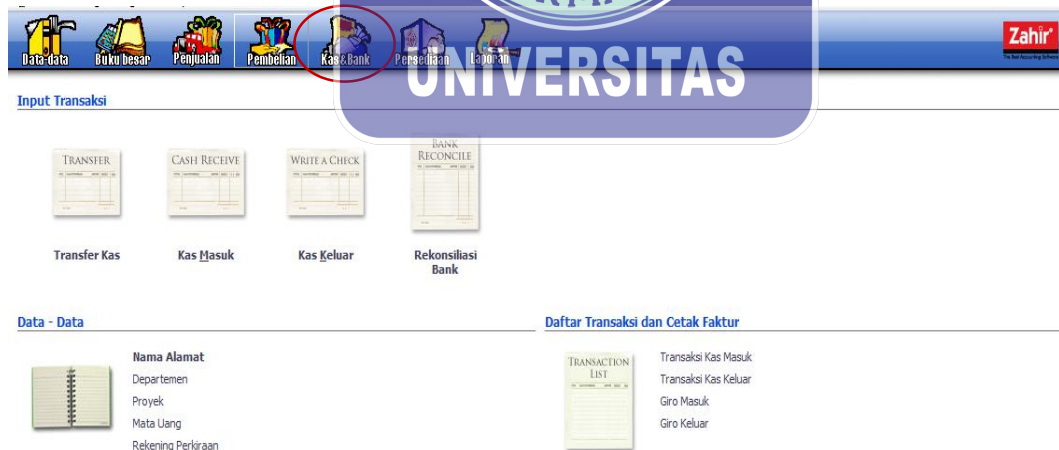 Data-data Buku besar Penjualan Pembelian Kas & Bank Persediaan Laporan
Zahir
UNIVERSITAS
Input Transaksi
TRANSFER
CASH RECEIVE
WRITE A CHECK
BANK RECONCILE
Transfer Kas
Kas Masuk
Kas Keluar
Rekonsiliasi
Bank
Data - Data
Nama Alamat
Departemen
Proyek
Mata Uang
Rekening Perkiraan
Daftar Transaksi dan Cetak Faktur
TRANSACTION
LIST
Transaksi Kas Masuk
Transaksi Kas Keluar
Giro Masuk
Giro Keluar